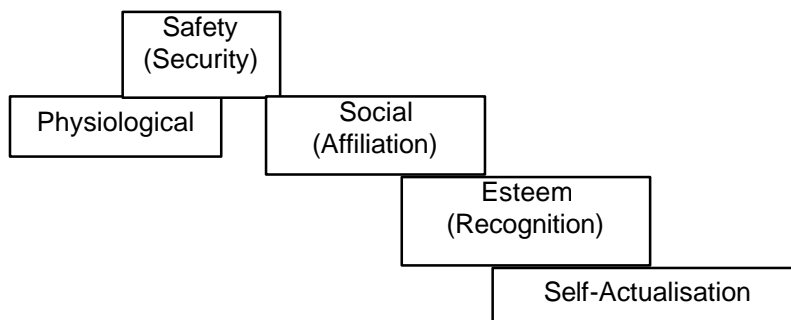 Safety
(Security)
Physiological
Social
(Affiliation)
Esteem
(Recognition)
Self-Actualisation